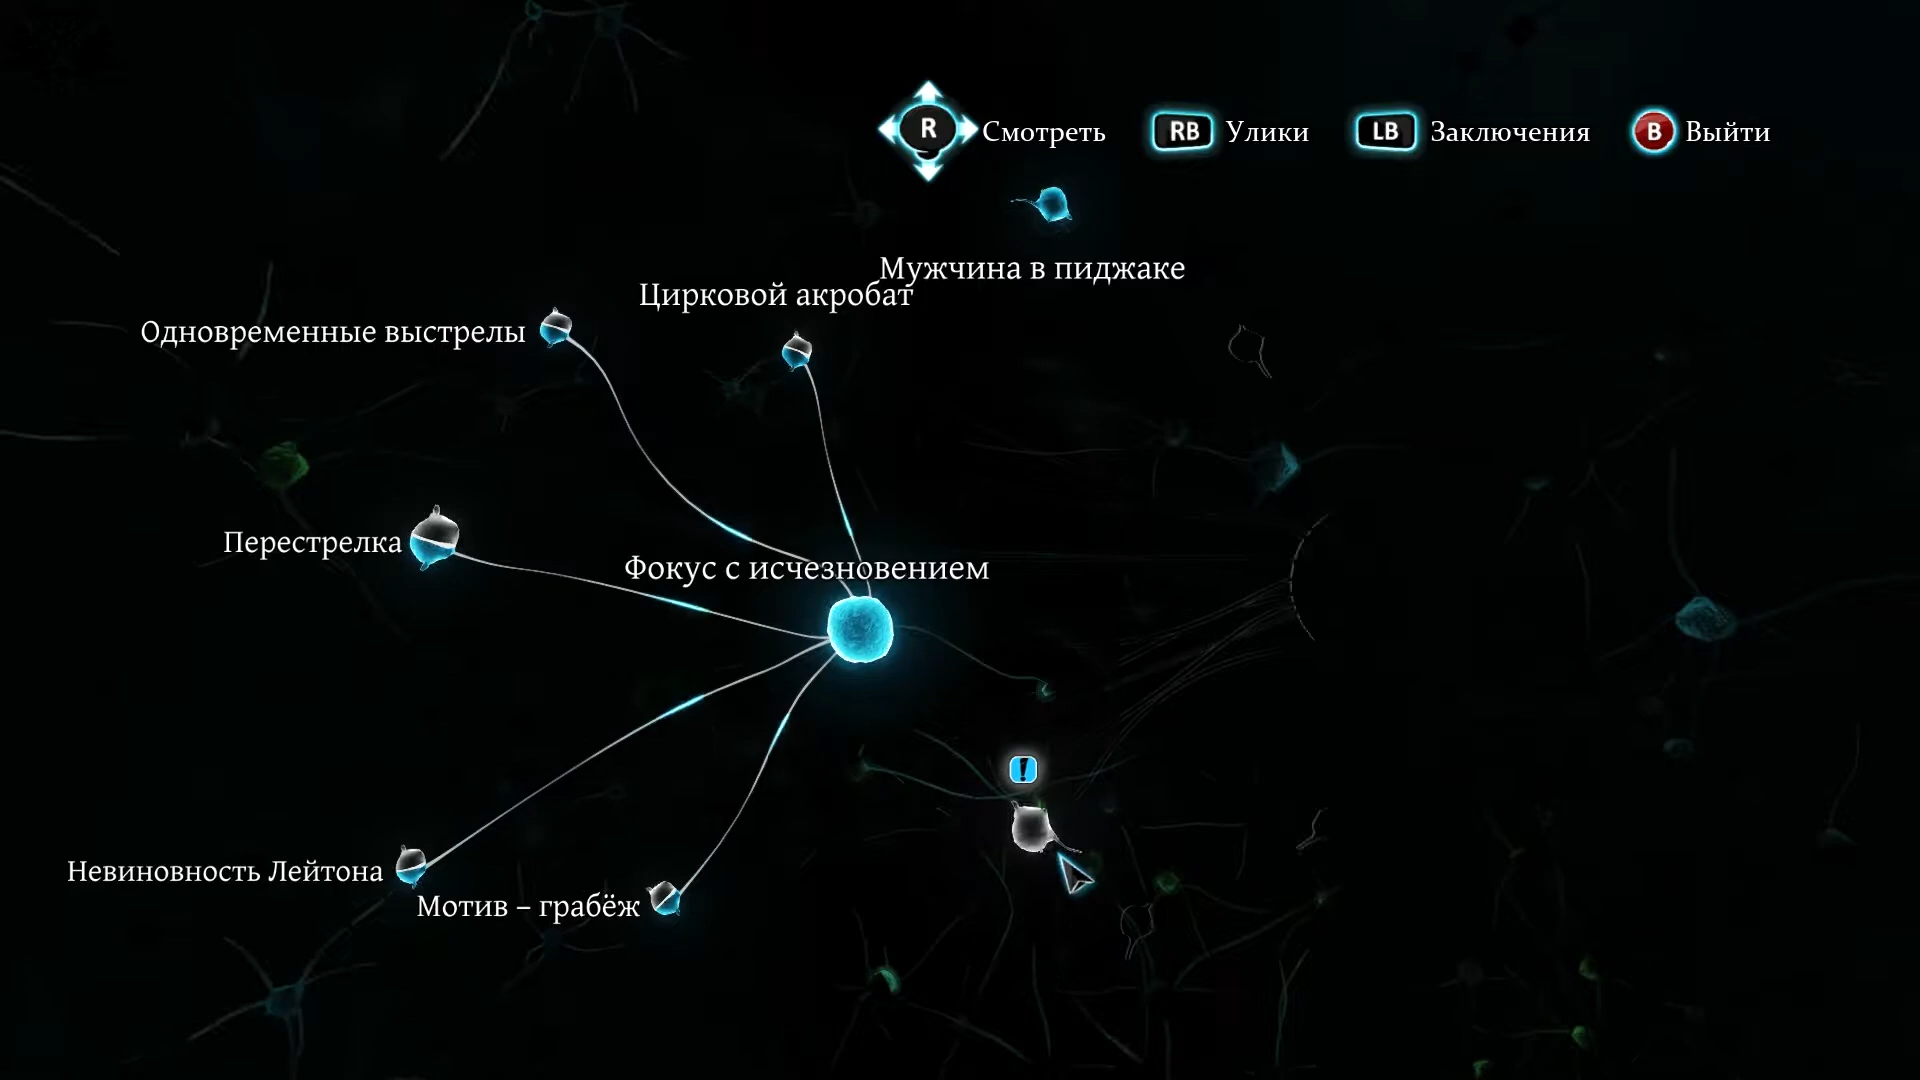 R Смотреть RB Улики LB Заключения B Выйти
Мужчина в пиджаке
Цирковой акробат
Одновременные выстрелы
Перестрелка
Фокус с исчезновением
!
Невиновность Лейтона
Мотив – грабёж